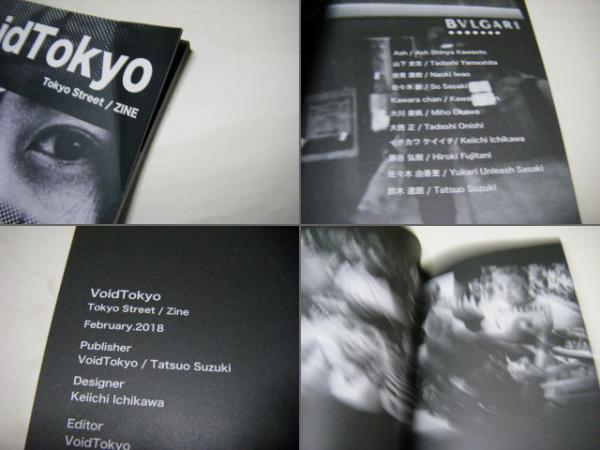 oidTokyo
Tokyo Street / ZINE
BVLGARI
Ash / Ash Shinya Kawaoto
山下 忠志 / Tadashi Yamashita
岩尾 直樹 / Naoki Iwao
佐々木 創 / So Sasaki
Kawara chan / Kawa
大川 美帆 / Miho Okawa
大西 正 / Tadashi Onishi
イチカワ ケイイチ/ Keiichi Ichikawa
藤谷 弘樹 / Hiroki Fujitani
佐々木 由香里 / Yukari Unleash Sasaki
鈴木 達朗 / Tatsuo Suzuki
VoidTokyo
Tokyo Street / Zine
February.2018
Publisher
VoidTokyo / Tatsuo Suzuki
Designer
Keiichi Ichikawa
Editor
VoidTokyo